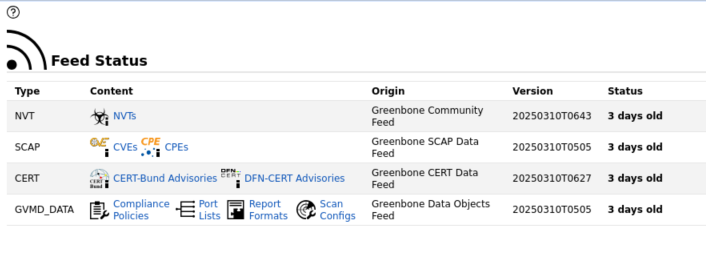 ?
Feed Status
Type Content Origin Version Status
NVT NVTs Greenbone Community Feed 20250310T0643 3 days old
SCAP CVE CVEs CPE CPEs Greenbone SCAP Data Feed 20250310T0505 3 days old
CERT CERT Bund CERT-Bund Advisories DFN CERT DFN-CERT Advisories Greenbone CERT Data Feed 20250310T0627 3 days old
GVMD_DATA Compliance Policies Port Lists Report Formats Scan Configs Greenbone Data Objects Feed 20250310T0505 3 days old